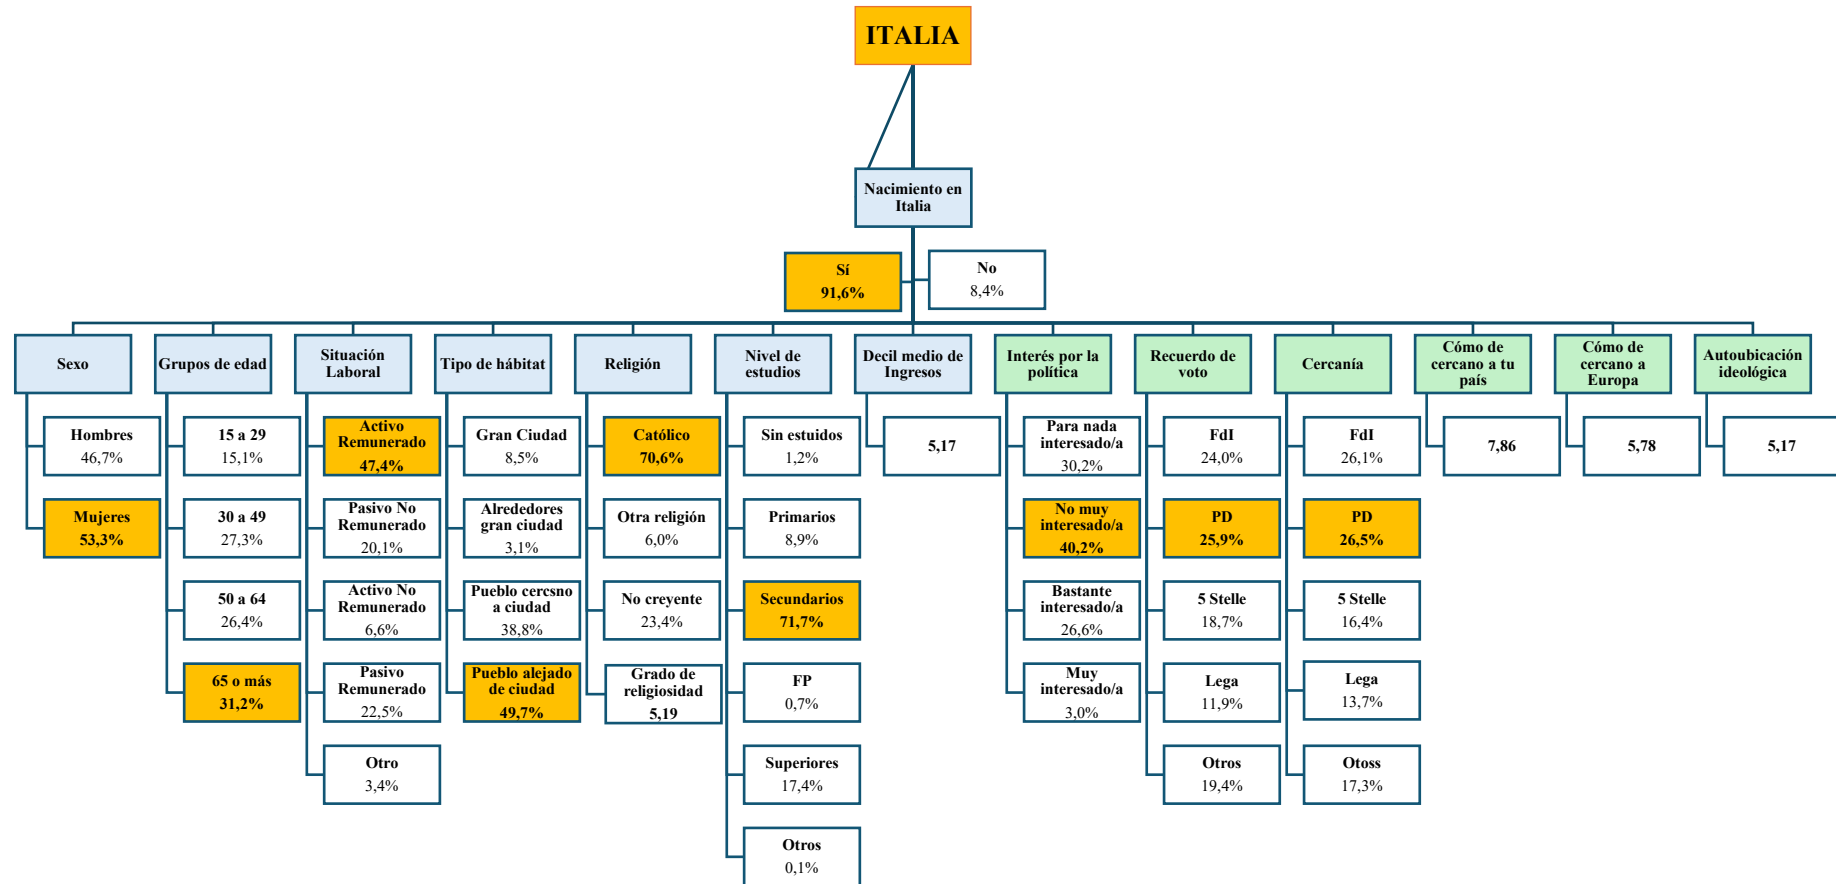 ITALIA
Nacimiento en
Italia
Sí
91,6%
No
8,4%
Sexo
Hombres
46,7%
Mujeres
53,3%
Grupos de edad
15 a 29
15,1%
30 a 49
27,3%
50 a 64
26,4%
65 o más
31,2%
Situación
Laboral
Activo
Remunerado
47,4%
Pasivo No
Remunerado
20,1%
Activo No
Remunerado
6,6%
Pasivo
Remunerado
22,5%
Otro
3,4%
Tipo de hábitat
Gran Ciudad
8,5%
Alrededores
gran ciudad
3,1%
Pueblo cercsno
a ciudad
38,8%
Pueblo alejado
de ciudad
49,7%
Religión
Católico
70,6%
Otra religión
6,0%
No creyente
23,4%
Grado de
religiosidad
5,19
Nivel de
estudios
Sin estuidos
1,2%
Primarios
8,9%
Secundarios
71,7%
FP
0,7%
Superiores
17,4%
Otros
0,1%
Decil medio de
Ingresos
5,17
Interés por la
política
Para nada
interesado/a
30,2%
No muy
interesado/a
40,2%
Bastante
interesado/a
26,6%
Muy
interesado/a
3,0%
Recuerdo de
voto
FdI
24,0%
PD
25,9%
5 Stelle
18,7%
Lega
11,9%
Otros
19,4%
Cercanía
FdI
26,1%
PD
26,5%
5 Stelle
16,4%
Lega
13,7%
Otoss
17,3%
Cómo de
cercano a tu
país
7,86
Cómo de
cercano a
Europa
5,78
Autoubicación
ideológica
5,17